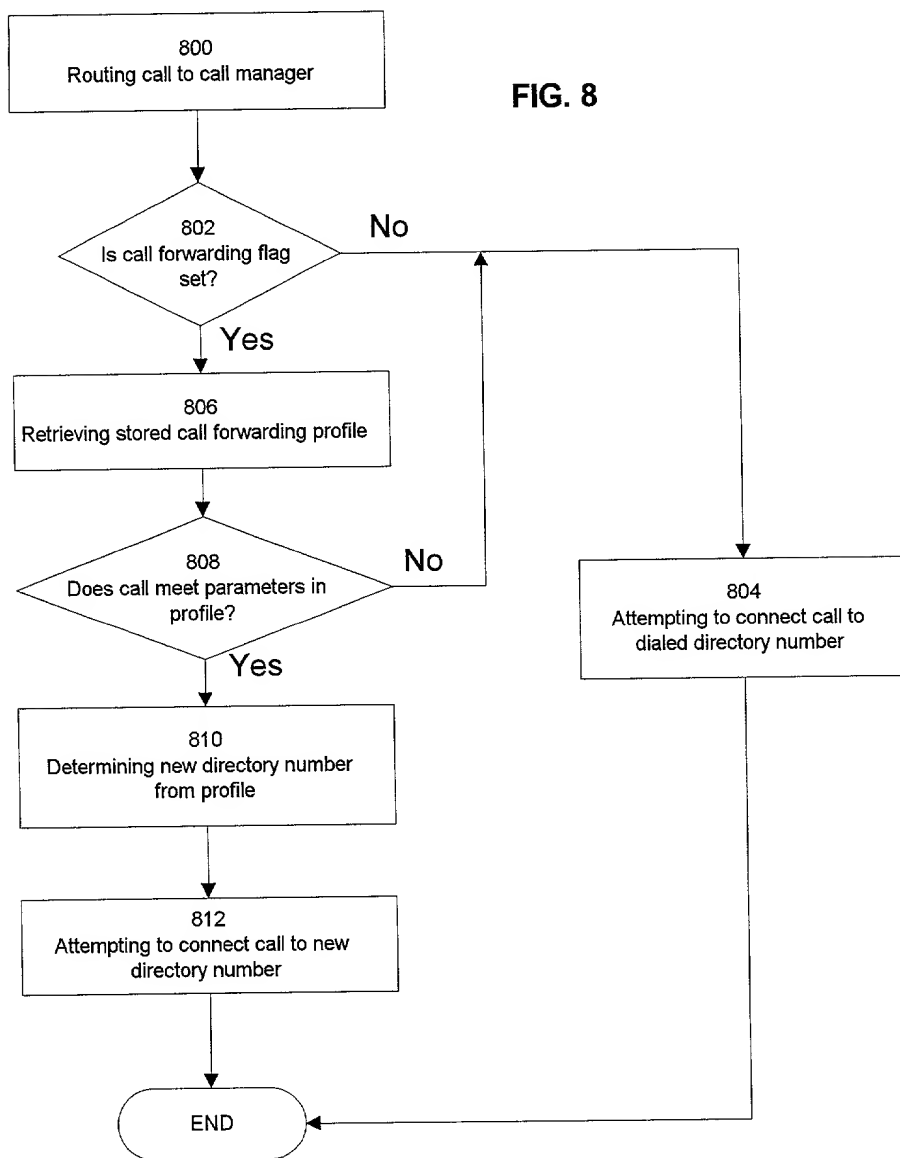 800
Routing call to call manager
FIG. 8
802
Is call forwarding flag
set?
No
Yes
806
Retrieving stored call forwarding profile
808
Does call meet parameters in
profile?
No
Yes
804
Attempting to connect call to
dialed directory number
810
Determining new directory number
from profile
812
Attempting to connect call to new
directory number
END